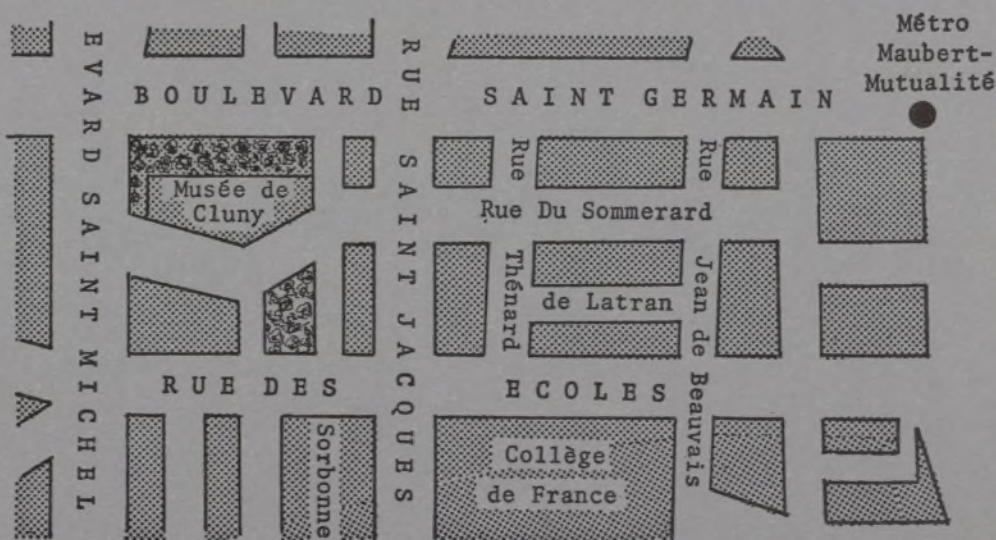 Métro
Maubert-
Mutualité
BOULEVARD SAINT GERMAIN
EVARD SAINT MICHEL
RUE SAINT JACQUES
Musée de
Cluny
Rue
Rue
Rue Du Sommerard
Thénard
de Latran
Jean de Beauvais
RUE DES ECOLES
Sorbonne
Collège
de France